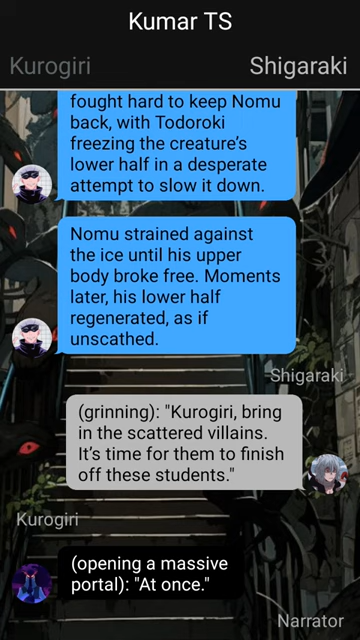 Kumar TS
Kurogiri
Shigaraki
fought hard to keep Nomu
back, with Todoroki
freezing the creature’s
lower half in a desperate
attempt to slow it down.
Nomu strained against
the ice until his upper
body broke free. Moments
later, his lower half
regenerated, as if
unscathed.
Shigaraki
(grinning): "Kurogiri, bring
in the scattered villains.
It’s time for them to finish
off these students."
Kurogiri
(opening a massive
portal): "At once."
Narrator